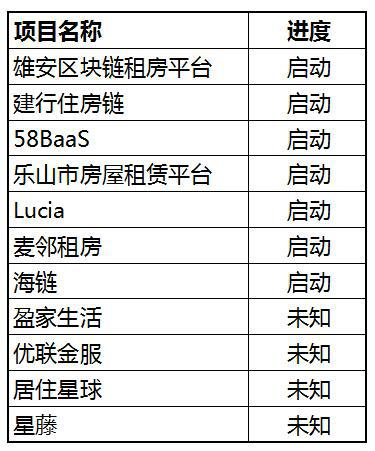 项目名称 进度
雄安区块链租房平台 启动
建行住房链 启动
58BaaS 启动
乐山市房屋租赁平台 启动
Lucia 启动
麦邻租房 启动
海链 启动
盈家生活 未知
优联金服 未知
居住星球 未知
星藤 未知